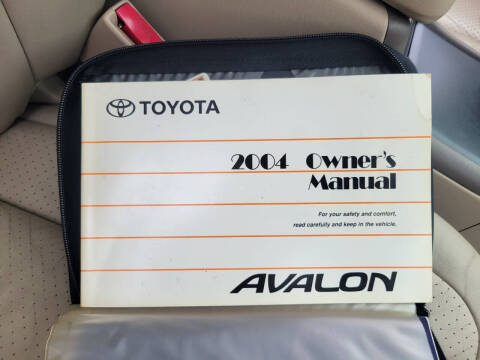 TOYOTA
2004 Owner's
Manual
For your safety and comfort,
read carefully and keep in the vehicle.
AVALON